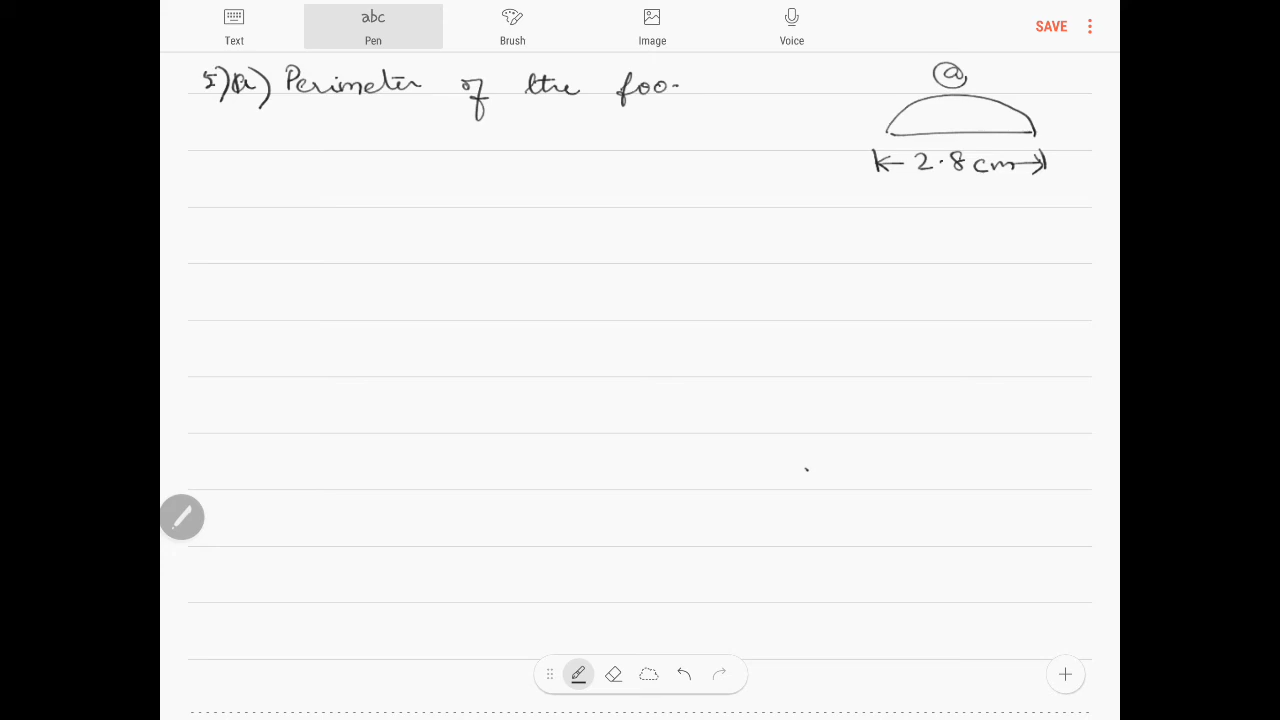 Text
abc
Pen
Brush
Image
Voice
SAVE
5)a) Perimeter of the foo
a
2.8 cm